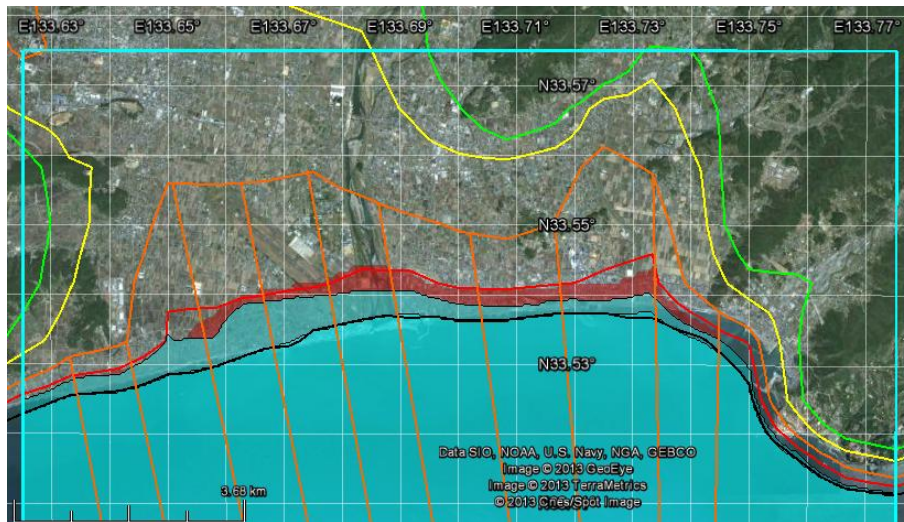 E133.63° E133.65° E133.67° E133.69° E133.71° E133.73° E133.75° E133.77°
N33.57°
N33.55°
N33.53°
Data SIO, NOAA, U.S. Navy, NGA, GEBCO
Image © 2013 GeoEye
Image © 2013 TerraMetrics
© 2013 Cnes/Spot Image
3.68 km